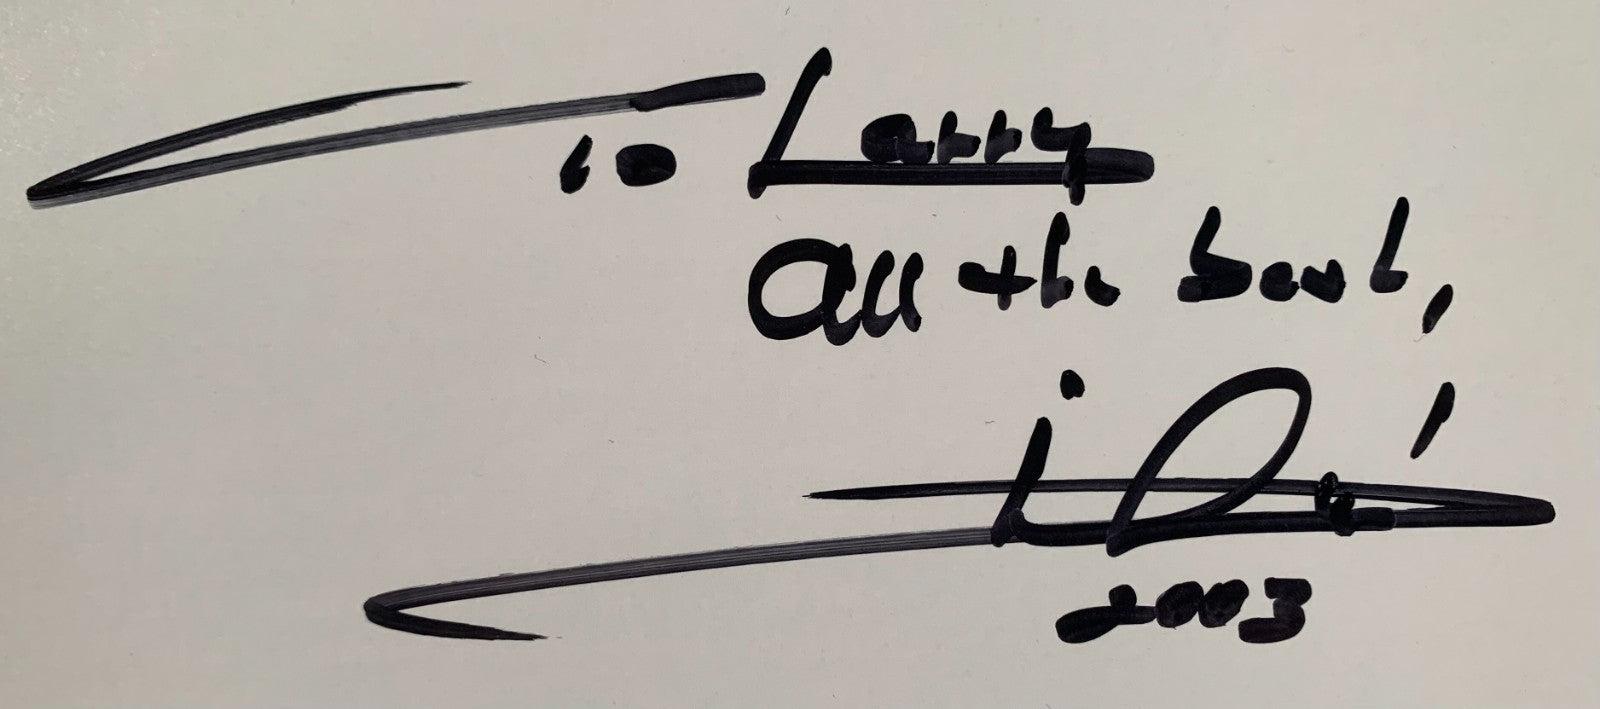 To Larry
All the best,
2003